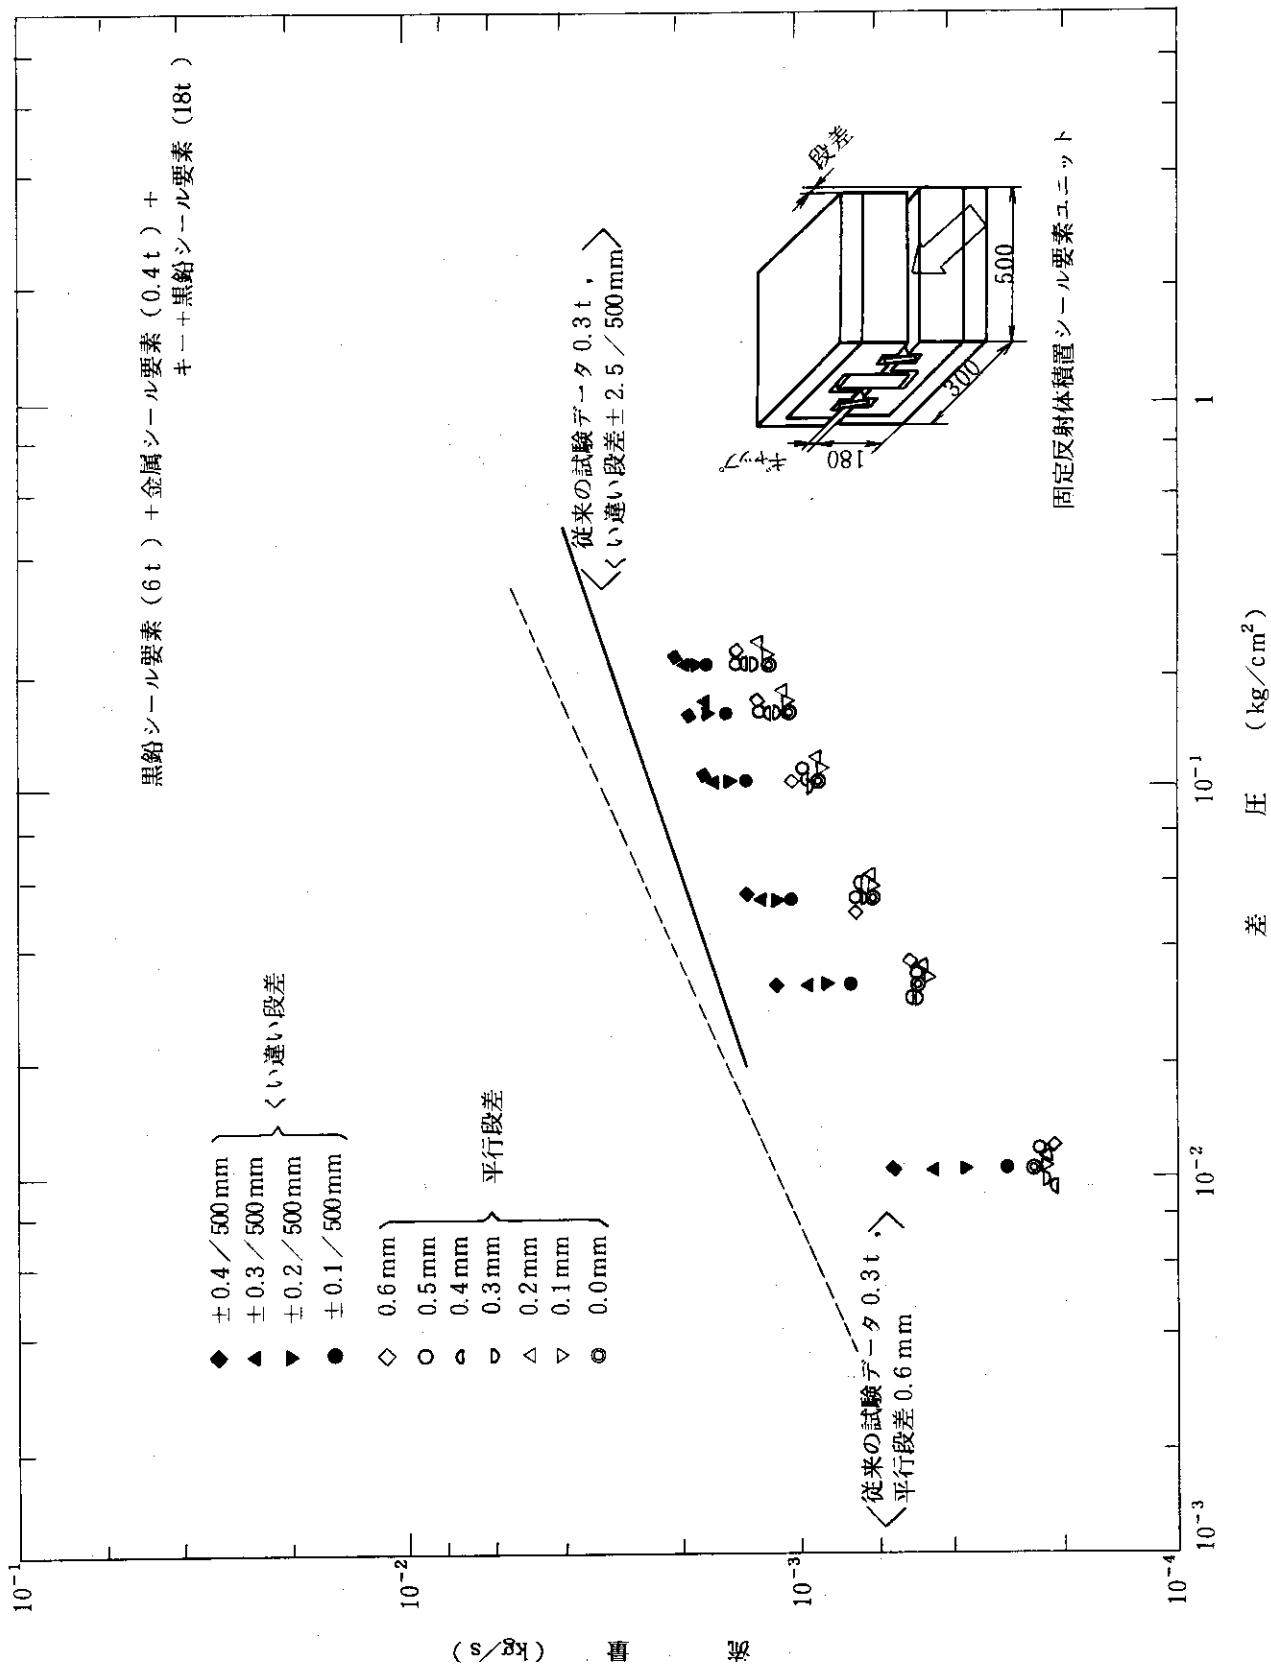 黒鉛シール要素（6t）＋金属シール要素（0.4t）＋
キー＋黒鉛シール要素（18t）
◆ ±0.4／500mm
▲ ±0.3／500mm
▼ ±0.2／500mm
● ±0.1／500mm
くい違い段差
◇ 0.6mm
○ 0.5mm
0.4mm
0.3mm
△ 0.2mm
▽ 0.1mm
◎ 0.0mm
平行段差
〈従来の試験データ0.3t，
くい違い段差±2.5／500mm〉
〈従来の試験データ0.3t，
平行段差0.6mm〉
段差
ギャップ
180
300
500
固定反射体積置シール要素ユニット
10⁻¹
10⁻²
10⁻³
10⁻⁴
流量（kg/s）
10⁻³
10⁻²
10⁻¹
1
差圧（kg/cm²）